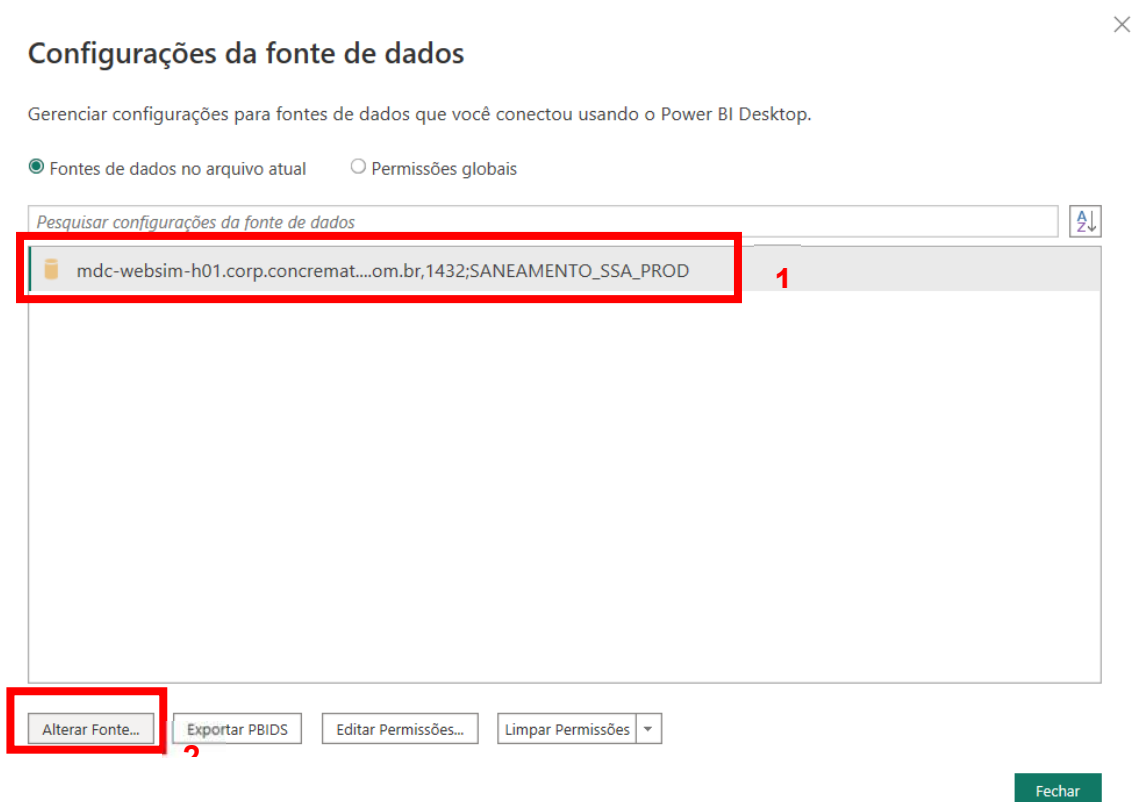 Configurações da fonte de dados
Gerenciar configurações para fontes de dados que você conectou usando o Power BI Desktop.
Fontes de dados no arquivo atual Permissões globais
Pesquisar configurações da fonte de dados
A
Z
mdc-websim-h01.corp.concremat....om.br,1432;SANEAMENTO_SSA_PROD
1
Alterar Fonte... Exportar PBIDS Editar Permissões... Limpar Permissões
2
Fechar